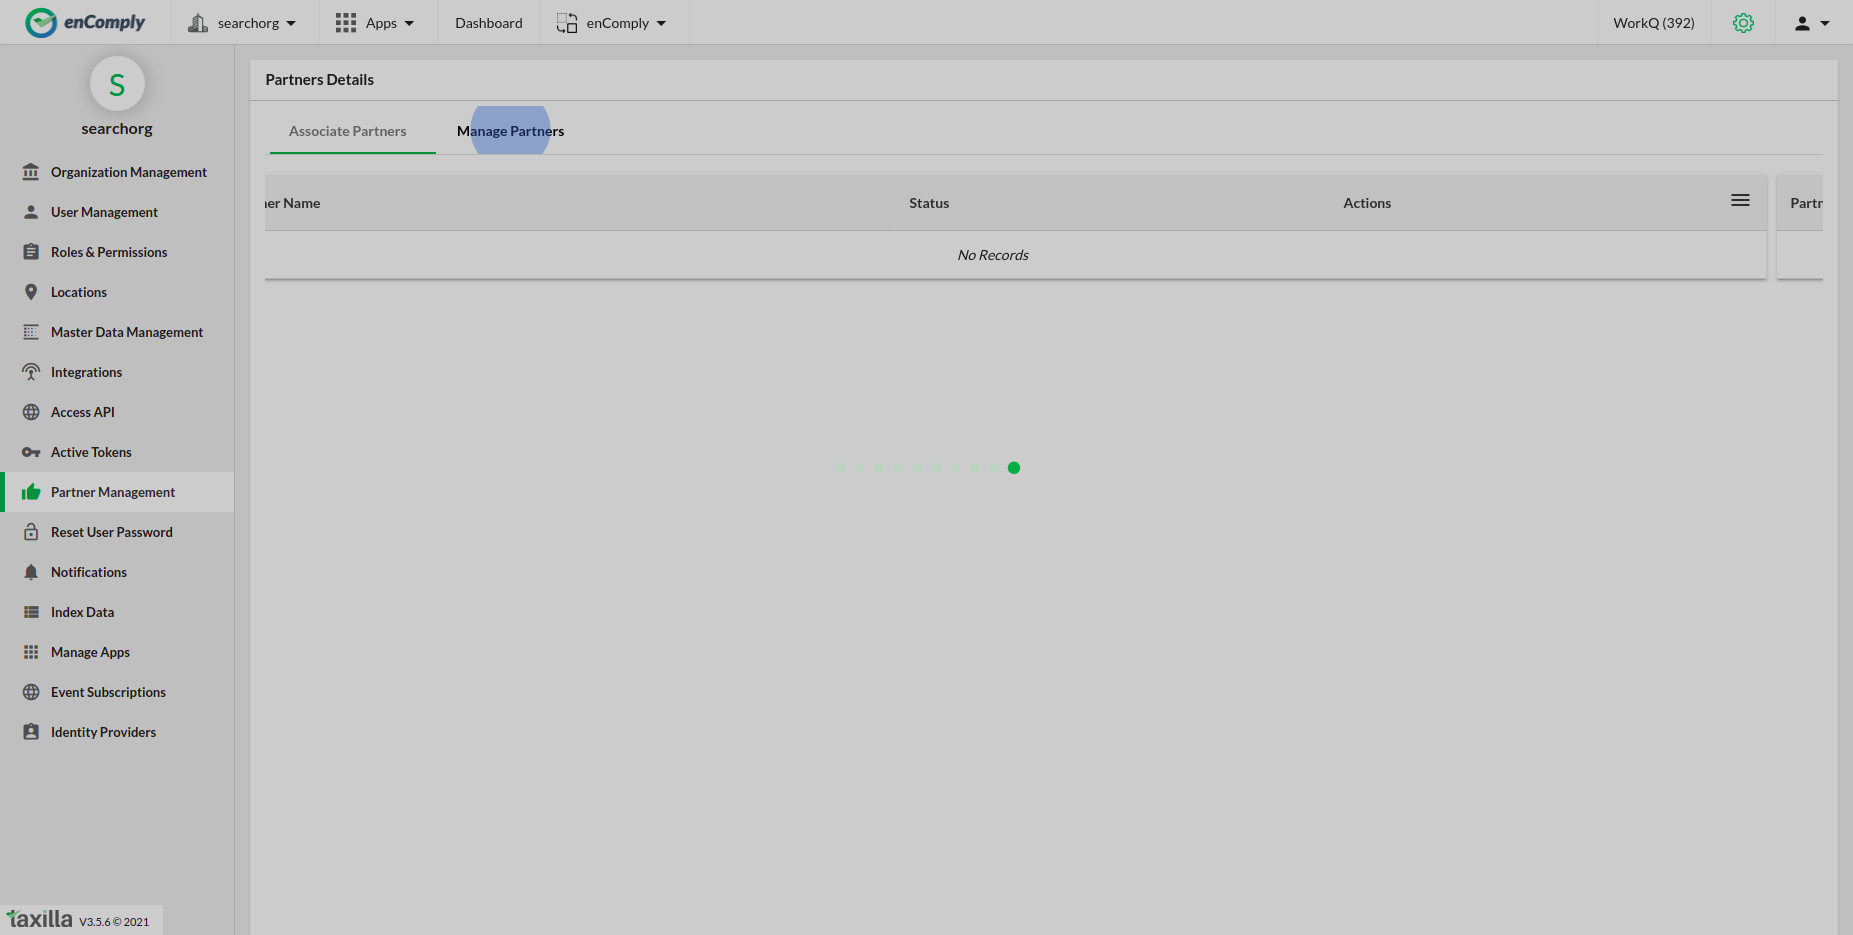 enComply
searchorg
Apps
Dashboard
enComply
WorkQ (392)
S
searchorg
Organization Management
User Management
Roles & Permissions
Locations
Master Data Management
Integrations
Access API
Active Tokens
Partner Management
Reset User Password
Notifications
Index Data
Manage Apps
Event Subscriptions
Identity Providers
taxilla V3.5.6 © 2021
Partners Details
Associate Partners
Manage Partners
Name
Status
Actions
No Records